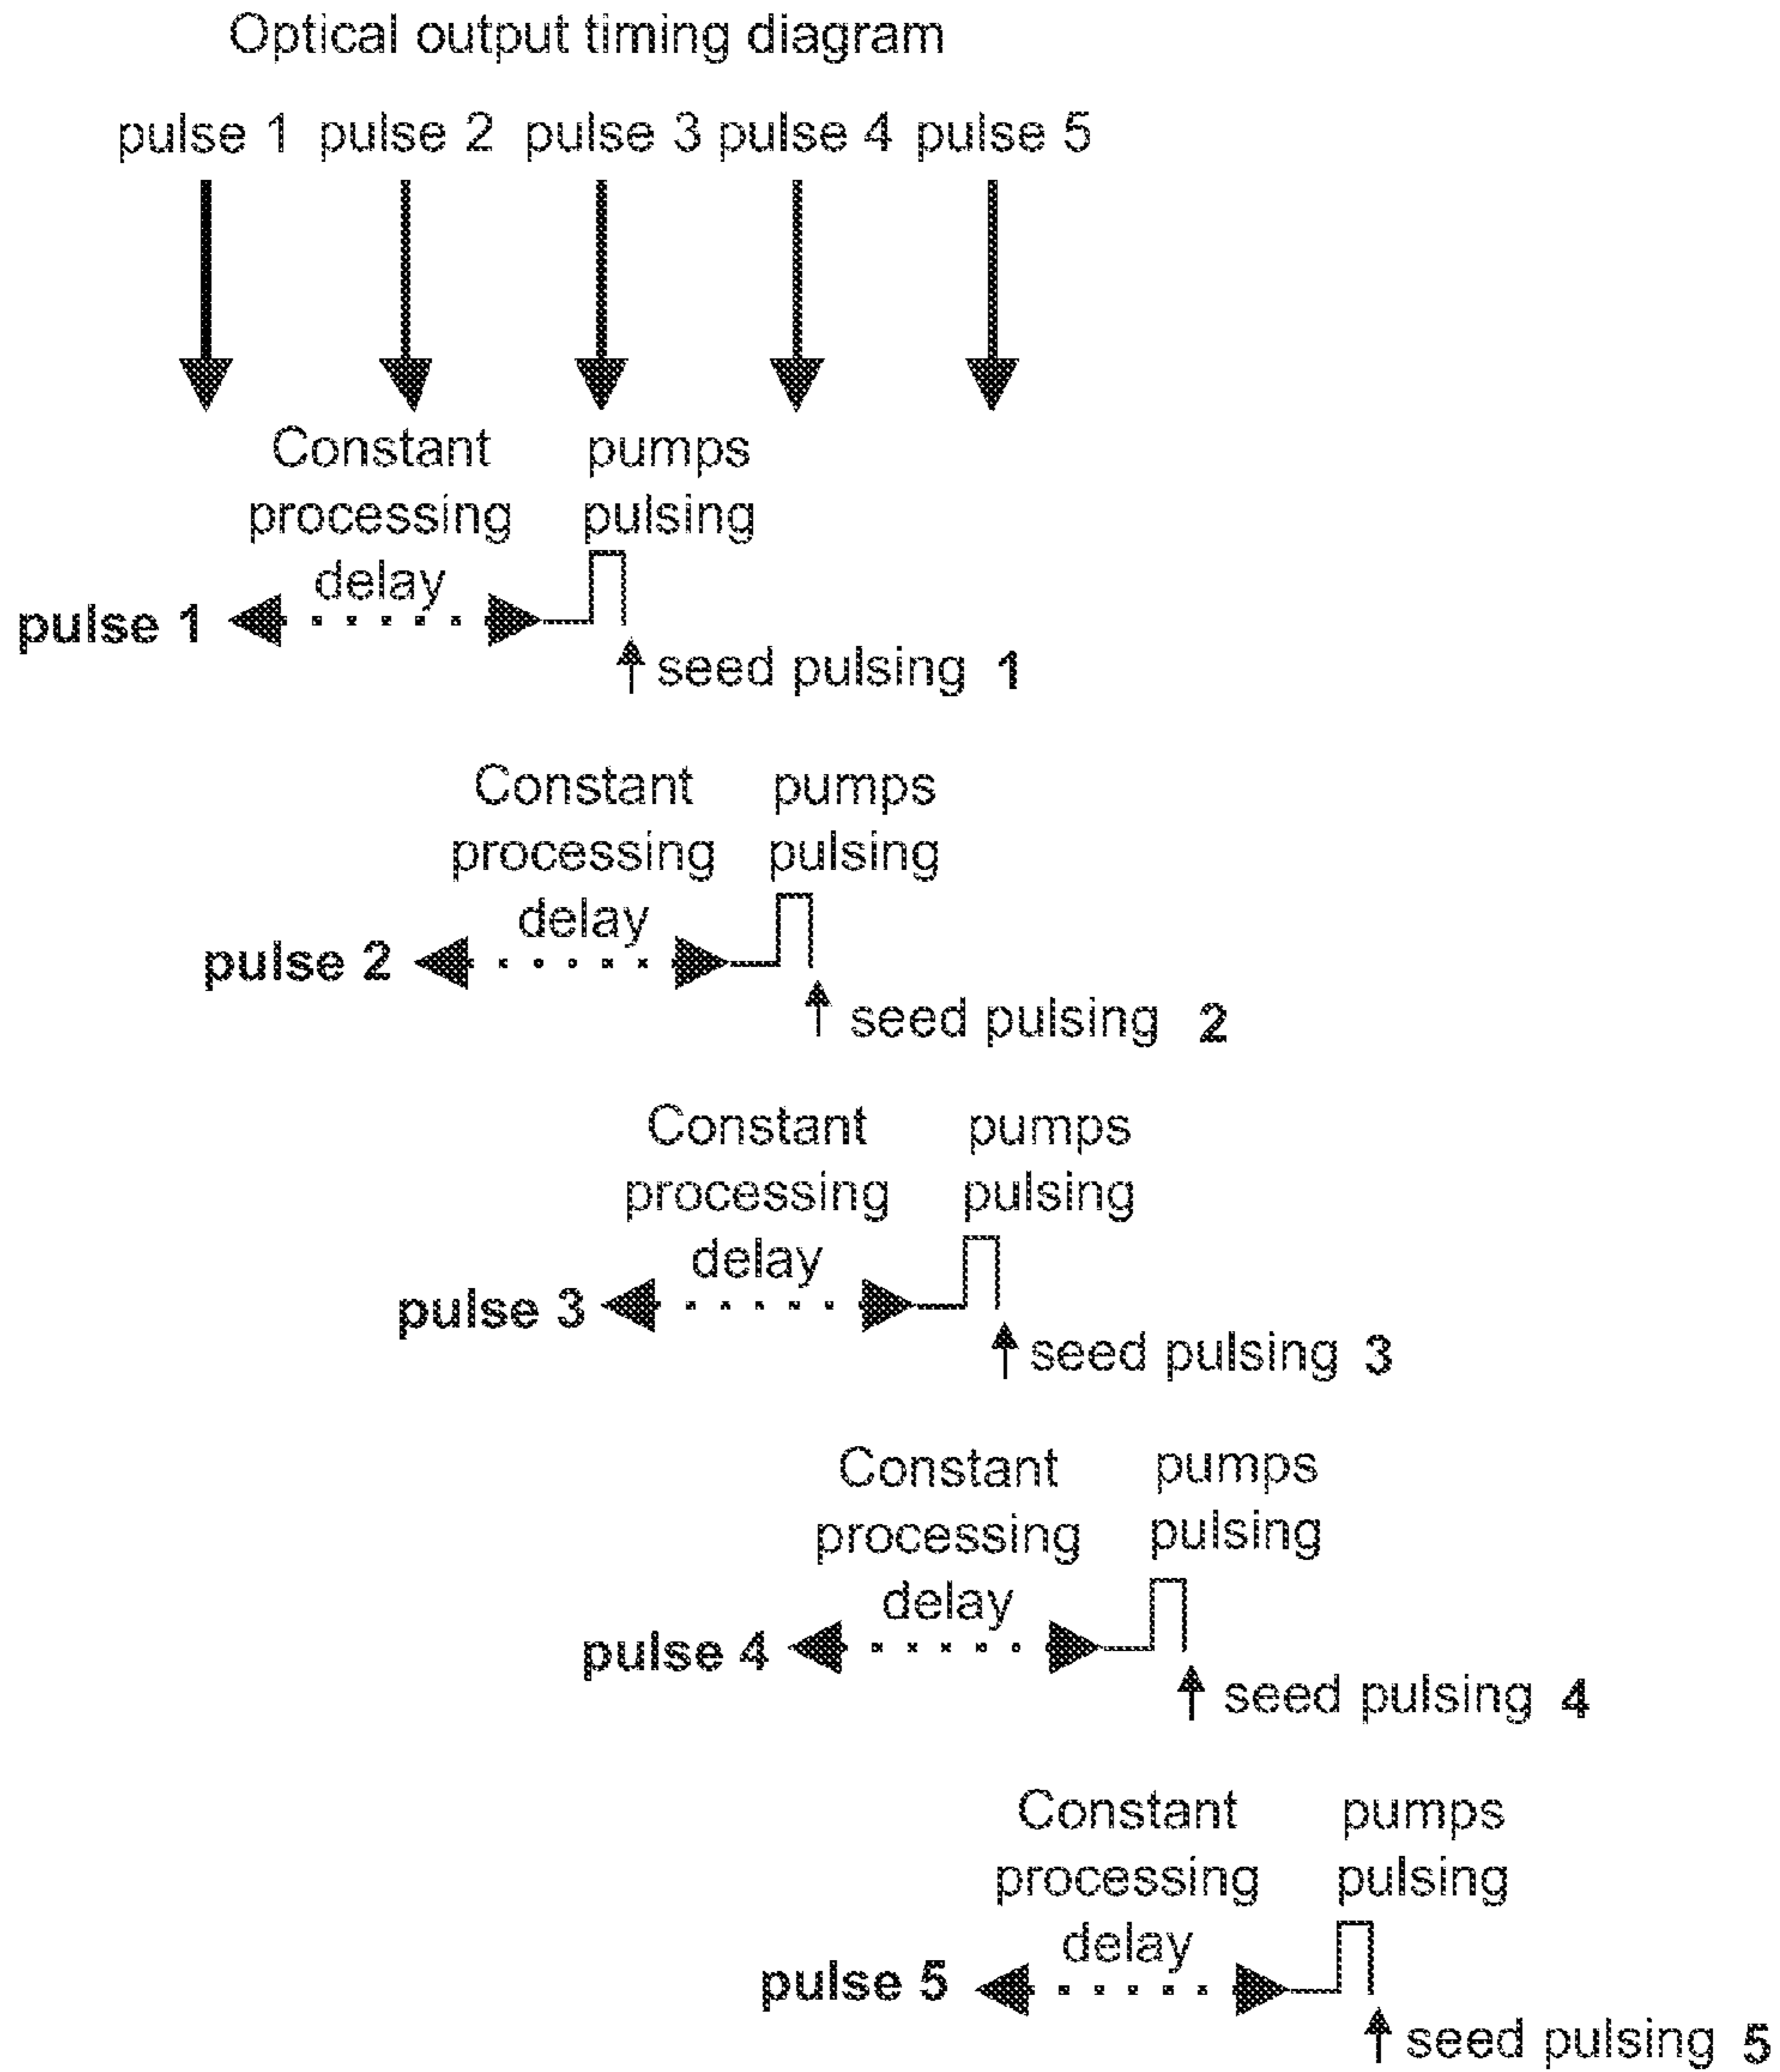 Optical output timing diagram
pulse 1 pulse 2 pulse 3 pulse 4 pulse 5
Constant pumps
processing pulsing
delay
pulse 1
seed pulsing 1
Constant pumps
processing pulsing
delay
pulse 2
seed pulsing 2
Constant pumps
processing pulsing
delay
pulse 3
seed pulsing 3
Constant pumps
processing pulsing
delay
pulse 4
seed pulsing 4
Constant pumps
processing pulsing
delay
pulse 5
seed pulsing 5